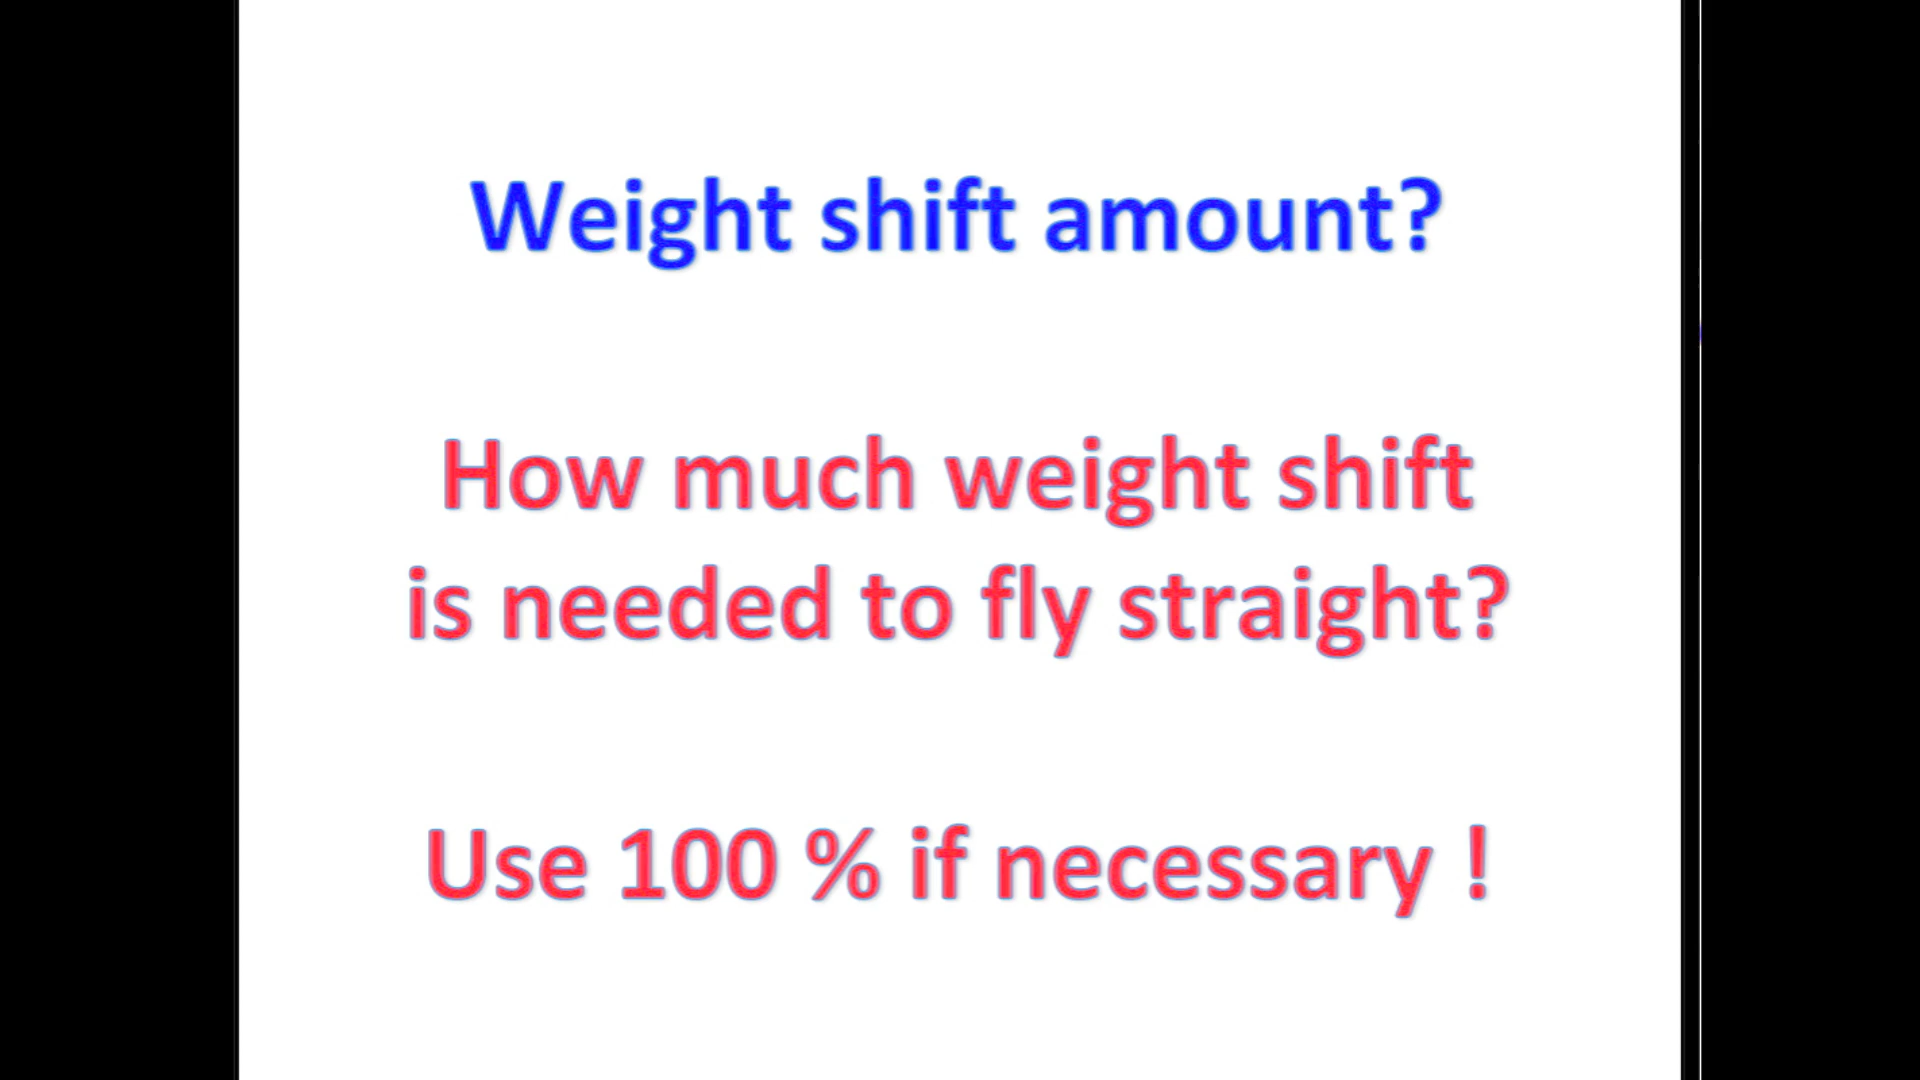 Weight shift amount?
How much weight shift
is needed to fly straight?
Use 100 % if necessary !